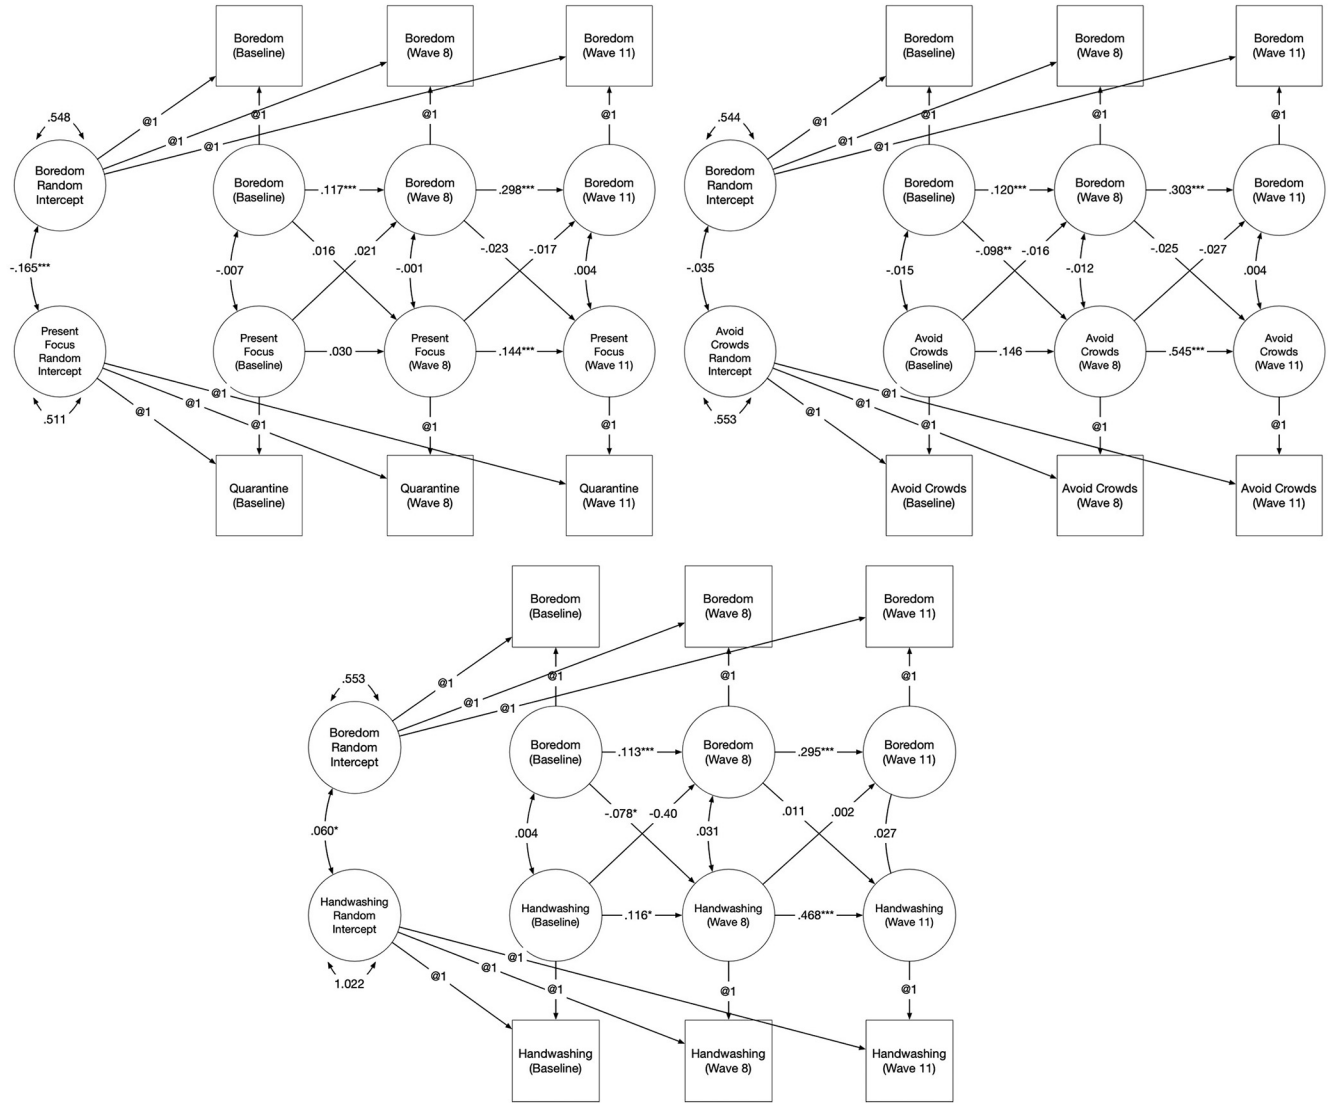 Boredom
(Baseline)
Boredom
(Wave 8)
Boredom
(Wave 11)
.548
@1
@1
@1
@1
@1
@1
Boredom
Random
Intercept
Boredom
(Baseline)
.117***
Boredom
(Wave 8)
.298***
Boredom
(Wave 11)
-.165***
-.007
.016
.021
-.001
-.023
-.017
.004
Present
Focus
Random
Intercept
Present
Focus
(Baseline)
.030
Present
Focus
(Wave 8)
.144***
Present
Focus
(Wave 11)
.511
@1
@1
@1
@1
@1
@1
Quarantine
(Baseline)
Quarantine
(Wave 8)
Quarantine
(Wave 11)
Boredom
(Baseline)
Boredom
(Wave 8)
Boredom
(Wave 11)
.544
@1
@1
@1
@1
@1
@1
Boredom
Random
Intercept
Boredom
(Baseline)
.120***
Boredom
(Wave 8)
.303***
Boredom
(Wave 11)
-.035
-.015
-.098**
-.016
-.012
-.025
-.027
.004
Avoid
Crowds
Random
Intercept
Avoid
Crowds
(Baseline)
.146
Avoid
Crowds
(Wave 8)
.545***
Avoid
Crowds
(Wave 11)
.553
@1
@1
@1
@1
@1
@1
Avoid Crowds
(Baseline)
Avoid Crowds
(Wave 8)
Avoid Crowds
(Wave 11)
Boredom
(Baseline)
Boredom
(Wave 8)
Boredom
(Wave 11)
.553
@1
@1
@1
@1
@1
@1
Boredom
Random
Intercept
Boredom
(Baseline)
.113***
Boredom
(Wave 8)
.295***
Boredom
(Wave 11)
.060*
.004
-.078*
-0.40
.031
.011
.002
.027
Handwashing
Random
Intercept
Handwashing
(Baseline)
.116*
Handwashing
(Wave 8)
.468***
Handwashing
(Wave 11)
1.022
@1
@1
@1
@1
@1
@1
Handwashing
(Baseline)
Handwashing
(Wave 8)
Handwashing
(Wave 11)